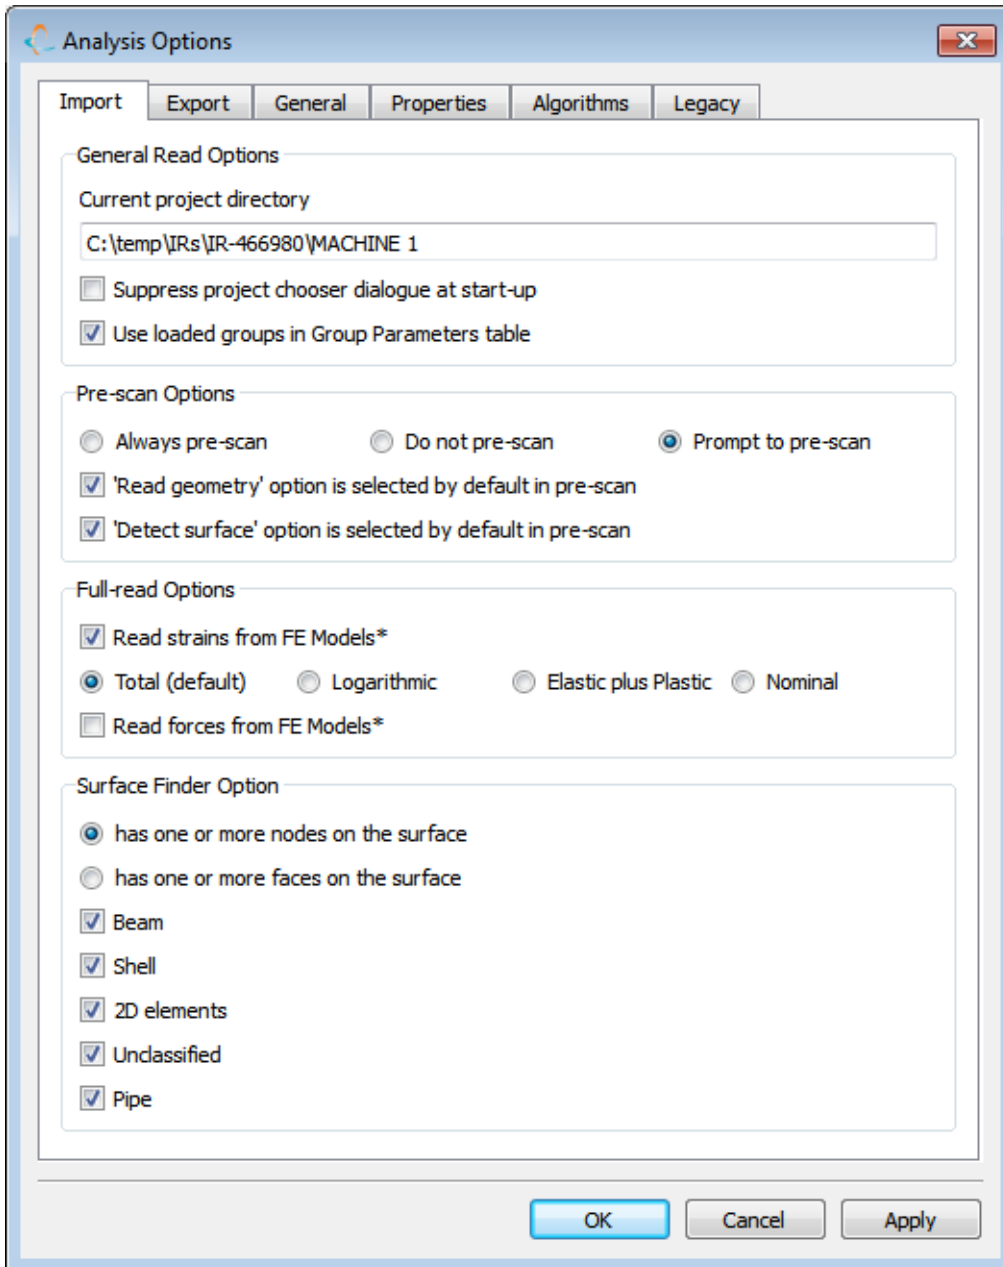 Analysis Options
Import Export General Properties Algorithms Legacy
General Read Options
Current project directory
C:\temp\IRs\IR-466980\MACHINE 1
Suppress project chooser dialogue at start-up
Use loaded groups in Group Parameters table
Pre-scan Options
Always pre-scan Do not pre-scan Prompt to pre-scan
'Read geometry' option is selected by default in pre-scan
'Detect surface' option is selected by default in pre-scan
Full-read Options
Read strains from FE Models*
Total (default) Logarithmic Elastic plus Plastic Nominal
Read forces from FE Models*
Surface Finder Option
has one or more nodes on the surface
has one or more faces on the surface
Beam
Shell
2D elements
Unclassified
Pipe
OK Cancel Apply